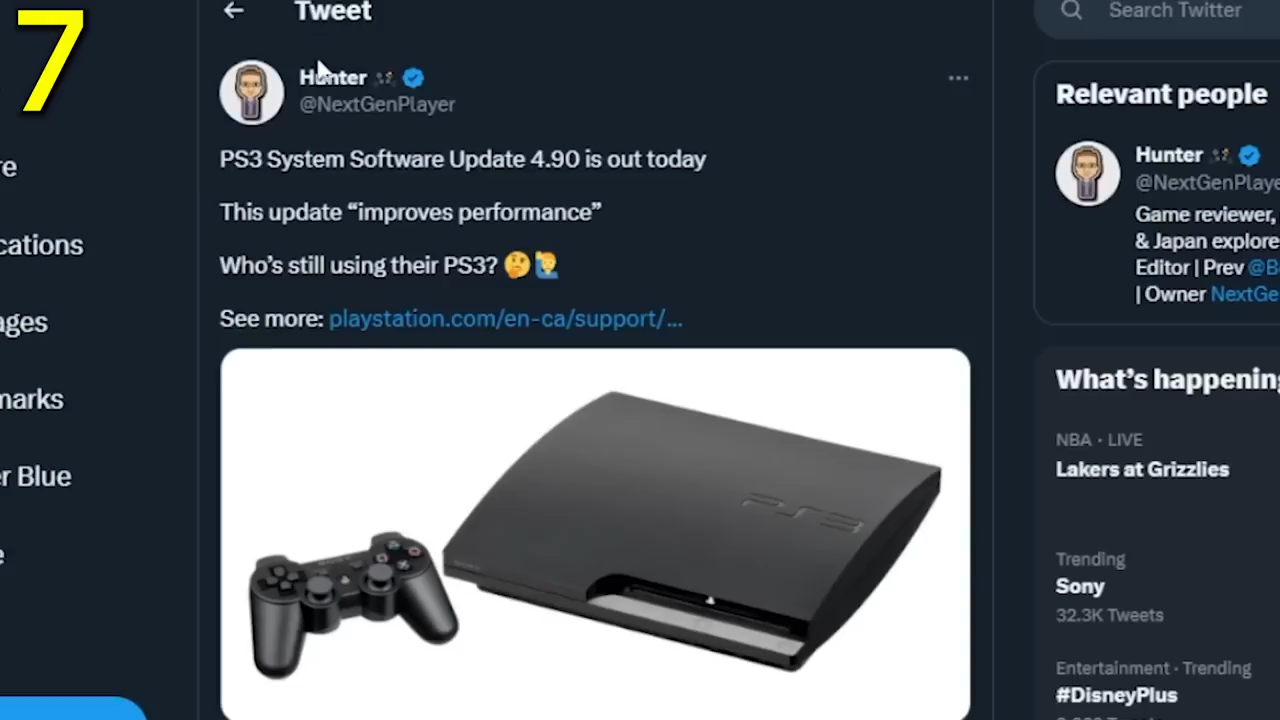 7
Tweet
Search Twitter
Hunter
@NextGenPlayer
PS3 System Software Update 4.90 is out today
This update “improves performance”
Who’s still using their PS3? 🤔🙋‍♂️
See more: playstation.com/en-ca/support/...
PS3
re
cations
ages
marks
r Blue
e
Relevant people
Hunter
@NextGenPlaye
Game reviewer,
& Japan explore
Editor | Prev @B
| Owner NextGe
What’s happening
NBA · LIVE
Lakers at Grizzlies
Trending
Sony
32.3K Tweets
Entertainment · Trending
#DisneyPlus